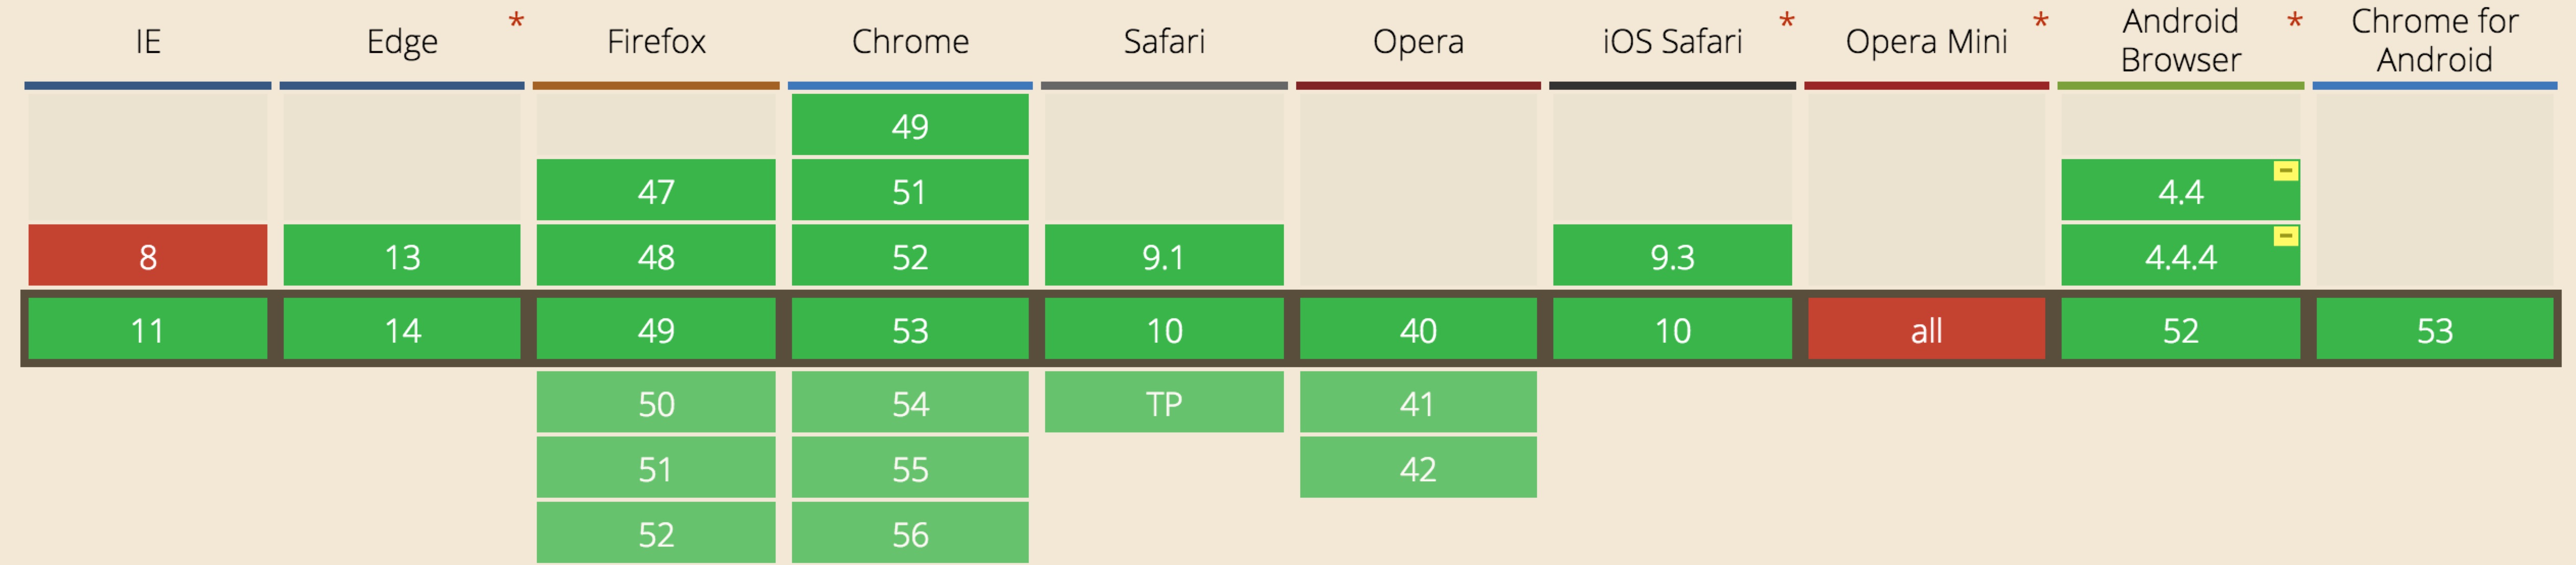 IE Edge * Firefox Chrome Safari Opera iOS Safari * Opera Mini * Android Browser * Chrome for Android
49
47 51 4.4 -
8 13 48 52 9.1 9.3 4.4.4 -
11 14 49 53 10 40 10 all 52 53
50 54 TP 41
51 55 42
52 56